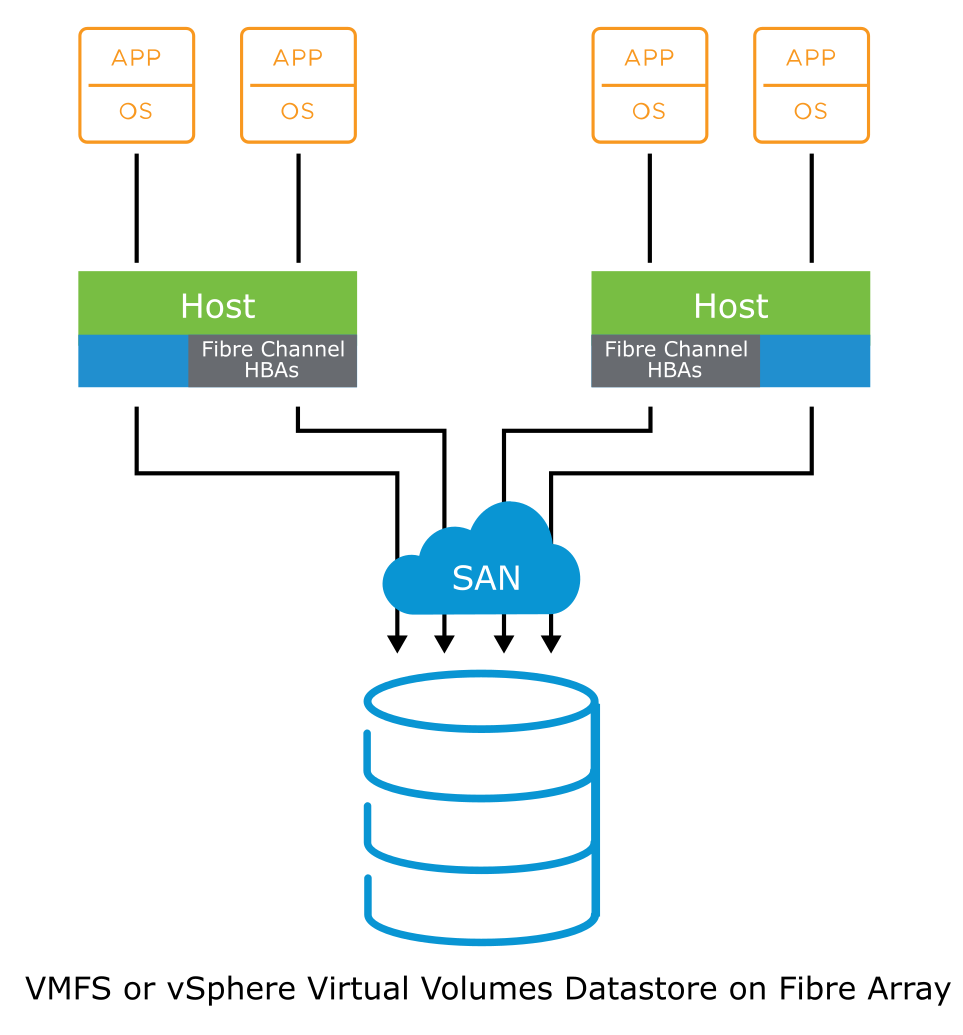 APP
APP
APP
APP
OS
OS
OS
OS
Host
Host
Fibre Channel
HBAs
Fibre Channel
HBAs
SAN
VMFS or vSphere Virtual Volumes Datastore on Fibre Array